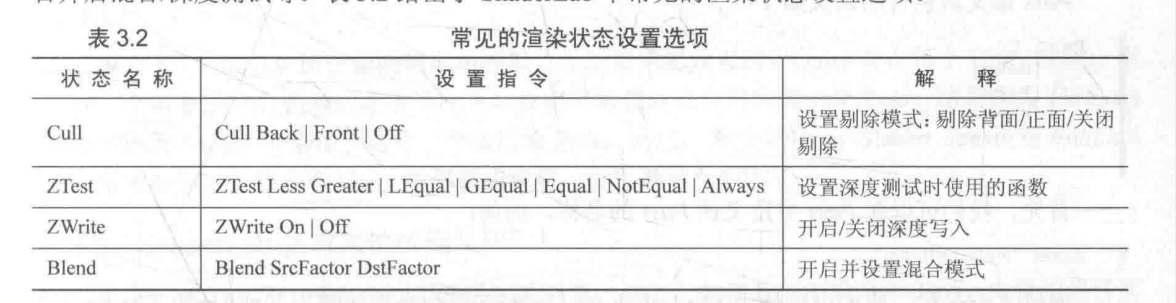 表 3.2 常见的渲染状态设置选项
状态名称 设置指令 解释
Cull Cull Back | Front | Off 设置剔除模式：剔除背面/正面/关闭
剔除
ZTest ZTest Less Greater | LEqual | GEqual | Equal | NotEqual | Always 设置深度测试时使用的函数
ZWrite ZWrite On | Off 开启/关闭深度写入
Blend Blend SrcFactor DstFactor 开启并设置混合模式